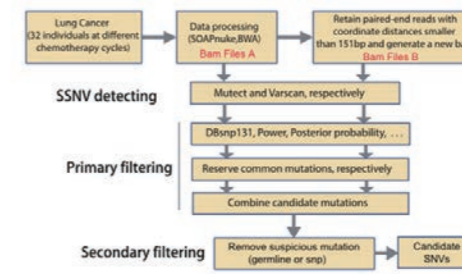 Lung Cancer
(32 individuals at different
chemotherapy cycles)
Data processing
(SOAPnuke,BWA)
Bam Files A
Retain paired-end reads with
coordinate distances smaller
than 151bp and generate a new ba
Bam Files B
SSNV detecting
Mutect and Varscan, respectively
DBsnp131, Power, Posterior probability, ...
Primary filtering
Reserve common mutations, respectively
Combine candidate mutations
Secondary filtering
Remove suspicious mutation
(germline or snp)
Candidate
SNVs